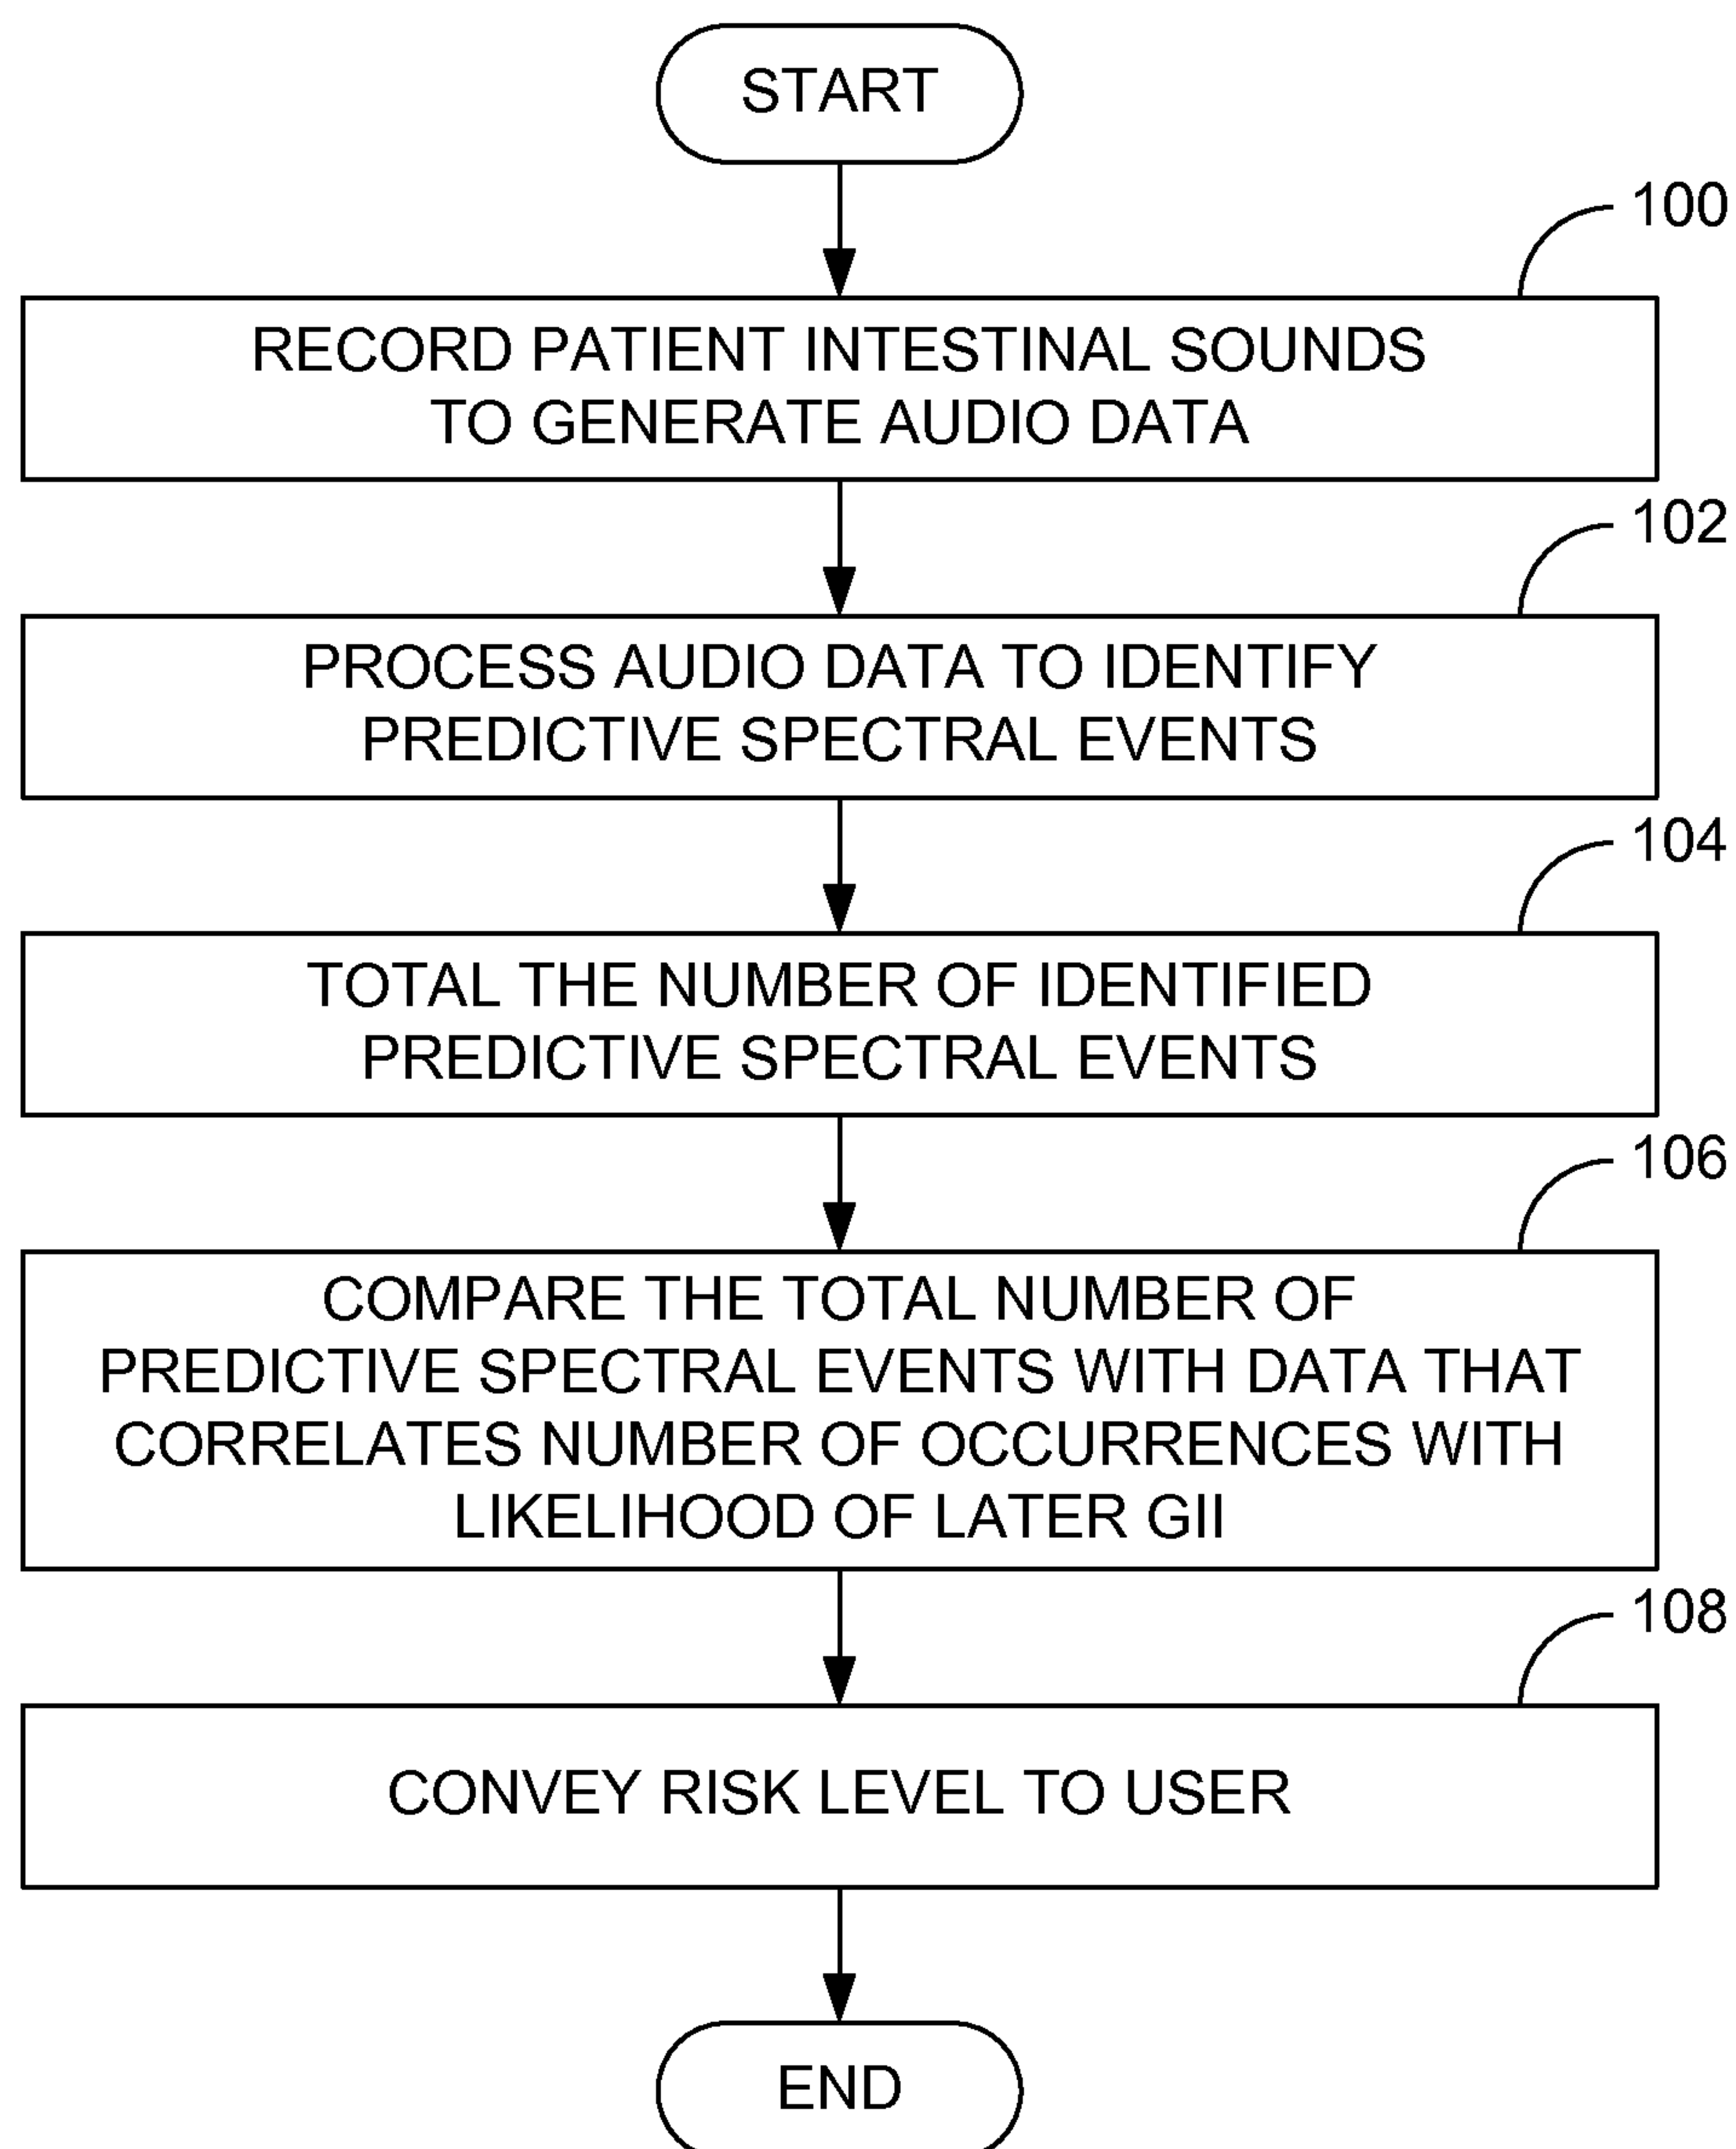 START
100
RECORD PATIENT INTESTINAL SOUNDS
TO GENERATE AUDIO DATA
102
PROCESS AUDIO DATA TO IDENTIFY
PREDICTIVE SPECTRAL EVENTS
104
TOTAL THE NUMBER OF IDENTIFIED
PREDICTIVE SPECTRAL EVENTS
106
COMPARE THE TOTAL NUMBER OF
PREDICTIVE SPECTRAL EVENTS WITH DATA THAT
CORRELATES NUMBER OF OCCURRENCES WITH
LIKELIHOOD OF LATER GII
108
CONVEY RISK LEVEL TO USER
END